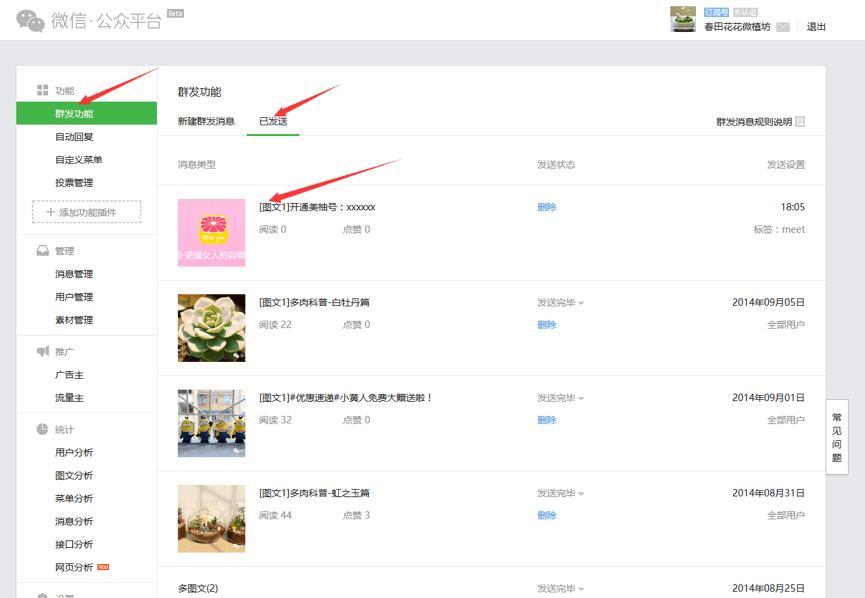 微信·公众平台 Beta
订阅号 未认证
春田花花微植坊 退出
功能
群发功能
自动回复
自定义菜单
投票管理
+ 添加功能插件
管理
消息管理
用户管理
素材管理
推广
广告主
流量主
统计
用户分析
图文分析
菜单分析
消息分析
接口分析
网页分析 NEW
群发功能
新建群发消息 已发送 群发消息规则说明
消息类型 发送状态 发送设置
[图文1]开通美柚号：xxxxxx 删除 18:05
阅读 0 点赞 0 标签：meet
更懂女人的自媒
[图文1]多肉科普-白牡丹篇 发送完毕 2014年09月05日
阅读 22 点赞 0 删除 全部用户
[图文1]#优惠速递#小黄人免费大赠送啦！ 发送完毕 2014年09月01日
阅读 32 点赞 0 删除 全部用户
[图文1]多肉科普-虹之玉篇 发送完毕 2014年08月31日
阅读 44 点赞 3 删除 全部用户
多图文(2) 发送完毕 2014年08月25日
常见问题